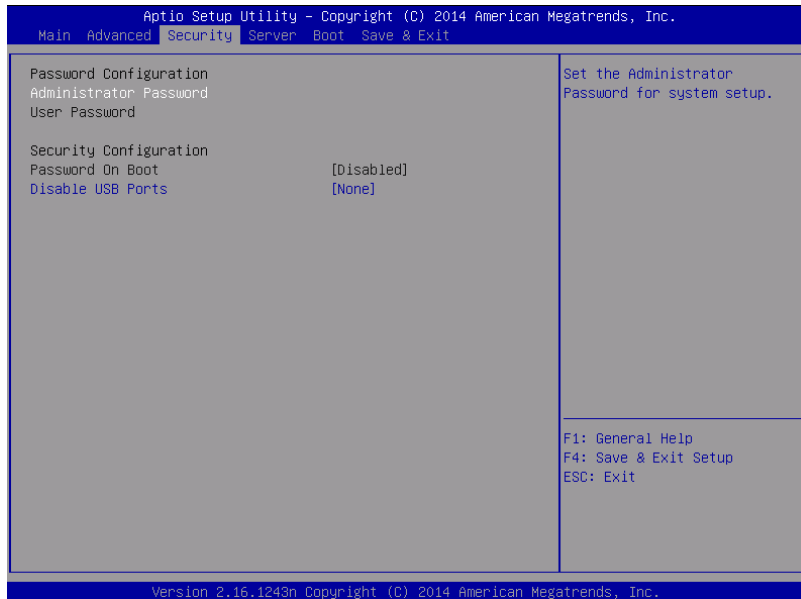 Aptio Setup Utility – Copyright (C) 2014 American Megatrends, Inc.
Main Advanced Security Server Boot Save & Exit
Password Configuration
Administrator Password
User Password
Security Configuration
Password On Boot [Disabled]
Disable USB Ports [None]
Set the Administrator
Password for system setup.
F1: General Help
F4: Save & Exit Setup
ESC: Exit
Version 2.16.1243n Copyright (C) 2014 American Megatrends, Inc.